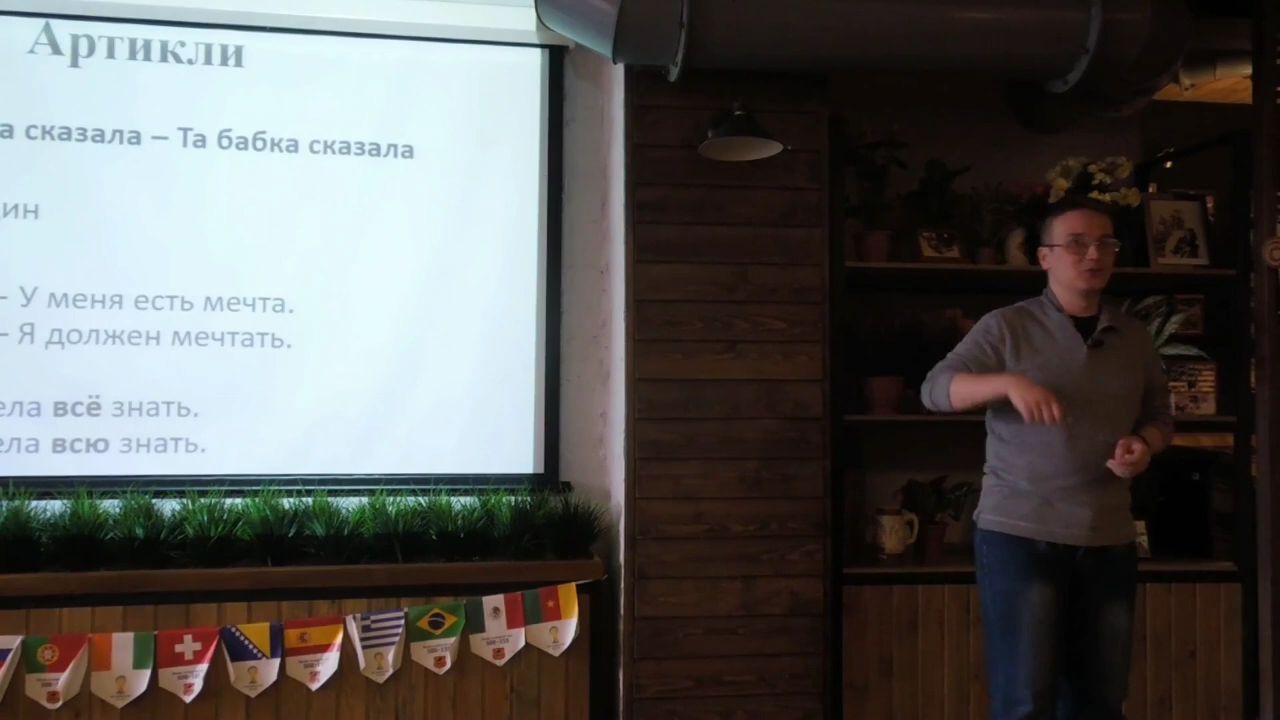 Артикли
а сказала – Та бабка сказала
ин
- У меня есть мечта.
- Я должен мечтать.
ела всё знать.
ела всю знать.